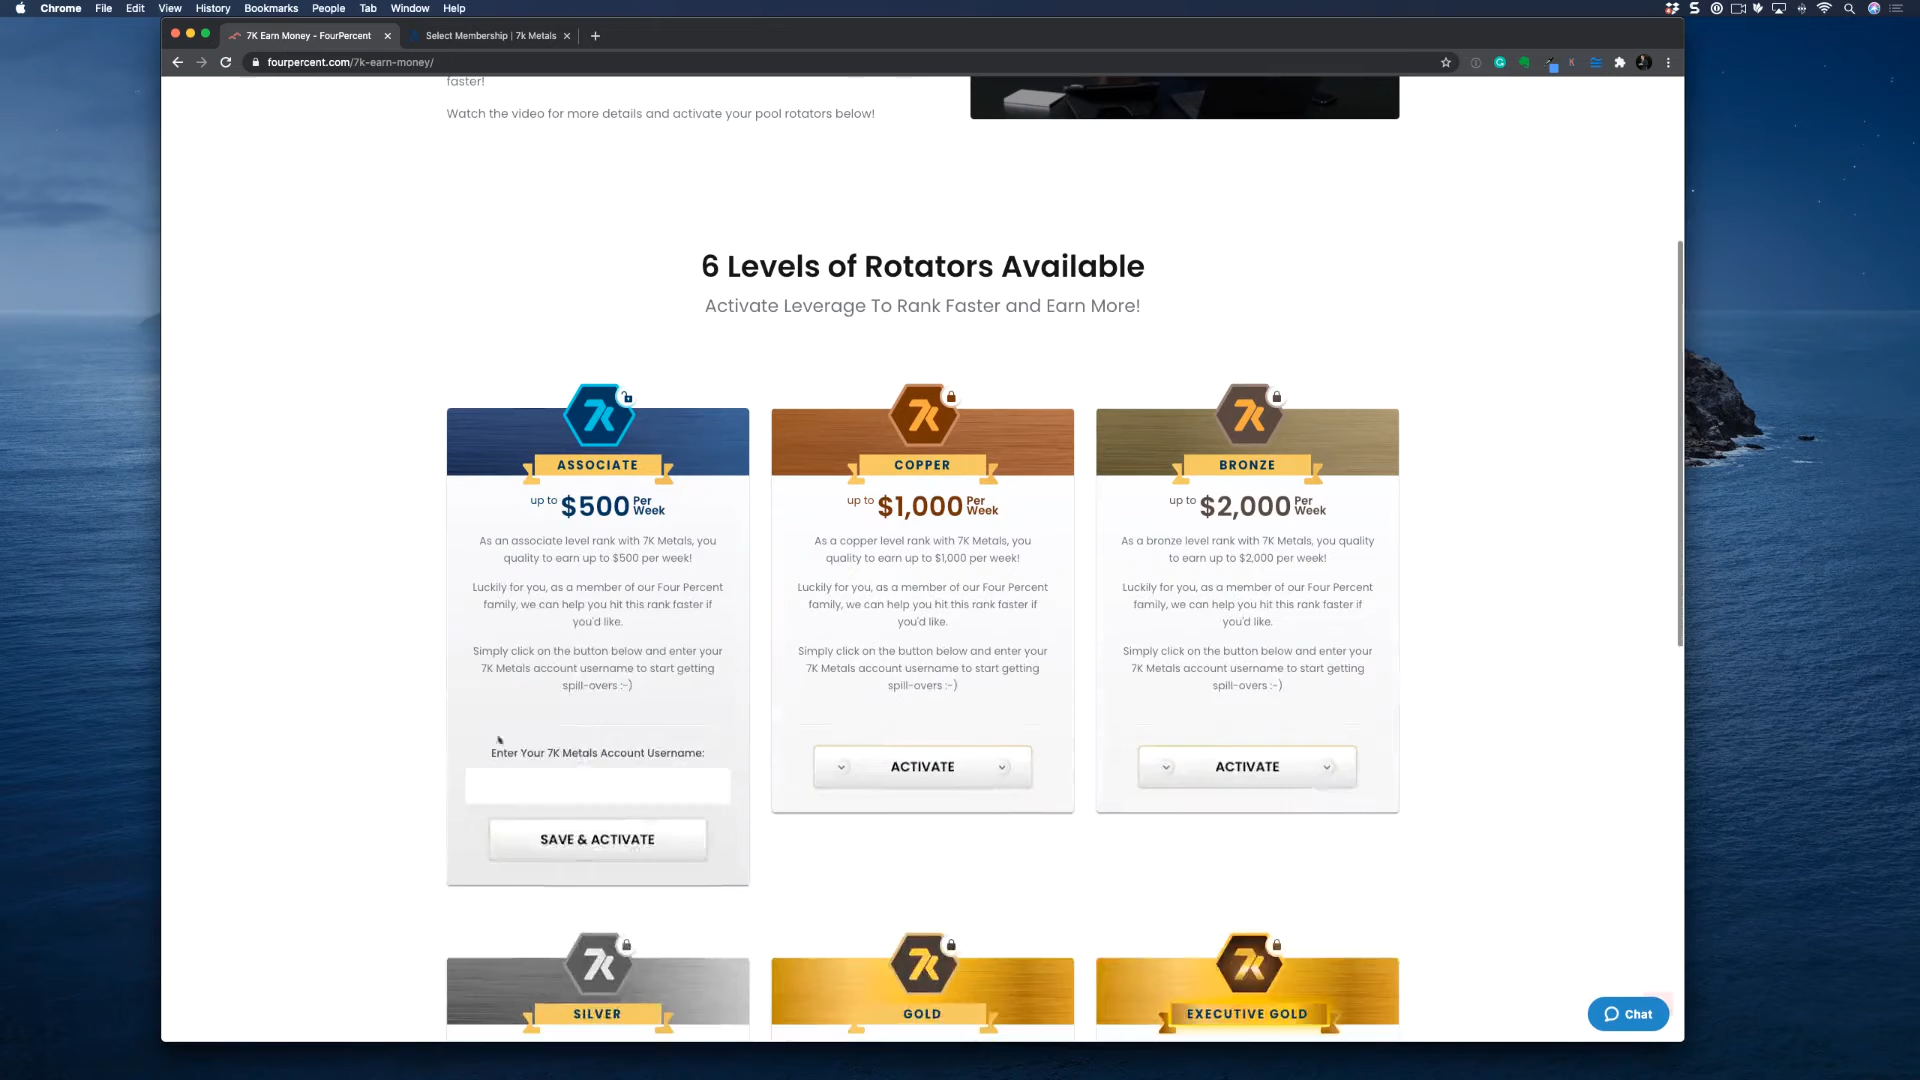 Chrome File Edit View History Bookmarks People Tab Window Help
7K Earn Money - FourPercent
Select Membership | 7k Metals
fourpercent.com/7k-earn-money/
faster!
Watch the video for more details and activate your pool rotators below!
6 Levels of Rotators Available
Activate Leverage To Rank Faster and Earn More!
7K
ASSOCIATE
up to $500 Per Week
As an associate level rank with 7K Metals, you
quality to earn up to $500 per week!
Luckily for you, as a member of our Four Percent
family, we can help you hit this rank faster if
you'd like.
Simply click on the button below and enter your
7K Metals account username to start getting
spill-overs :-)
Enter Your 7K Metals Account Username:
SAVE & ACTIVATE
7K
COPPER
up to $1,000 Per Week
As a copper level rank with 7K Metals, you
quality to earn up to $1,000 per week!
Luckily for you, as a member of our Four Percent
family, we can help you hit this rank faster if
you'd like.
Simply click on the button below and enter your
7K Metals account username to start getting
spill-overs :-)
ACTIVATE
7K
BRONZE
up to $2,000 Per Week
As a bronze level rank with 7K Metals, you quality
to earn up to $2,000 per week!
Luckily for you, as a member of our Four Percent
family, we can help you hit this rank faster if
you'd like.
Simply click on the button below and enter your
7K Metals account username to start getting
spill-overs :-)
ACTIVATE
7K
SILVER
7K
GOLD
7K
EXECUTIVE GOLD
Chat